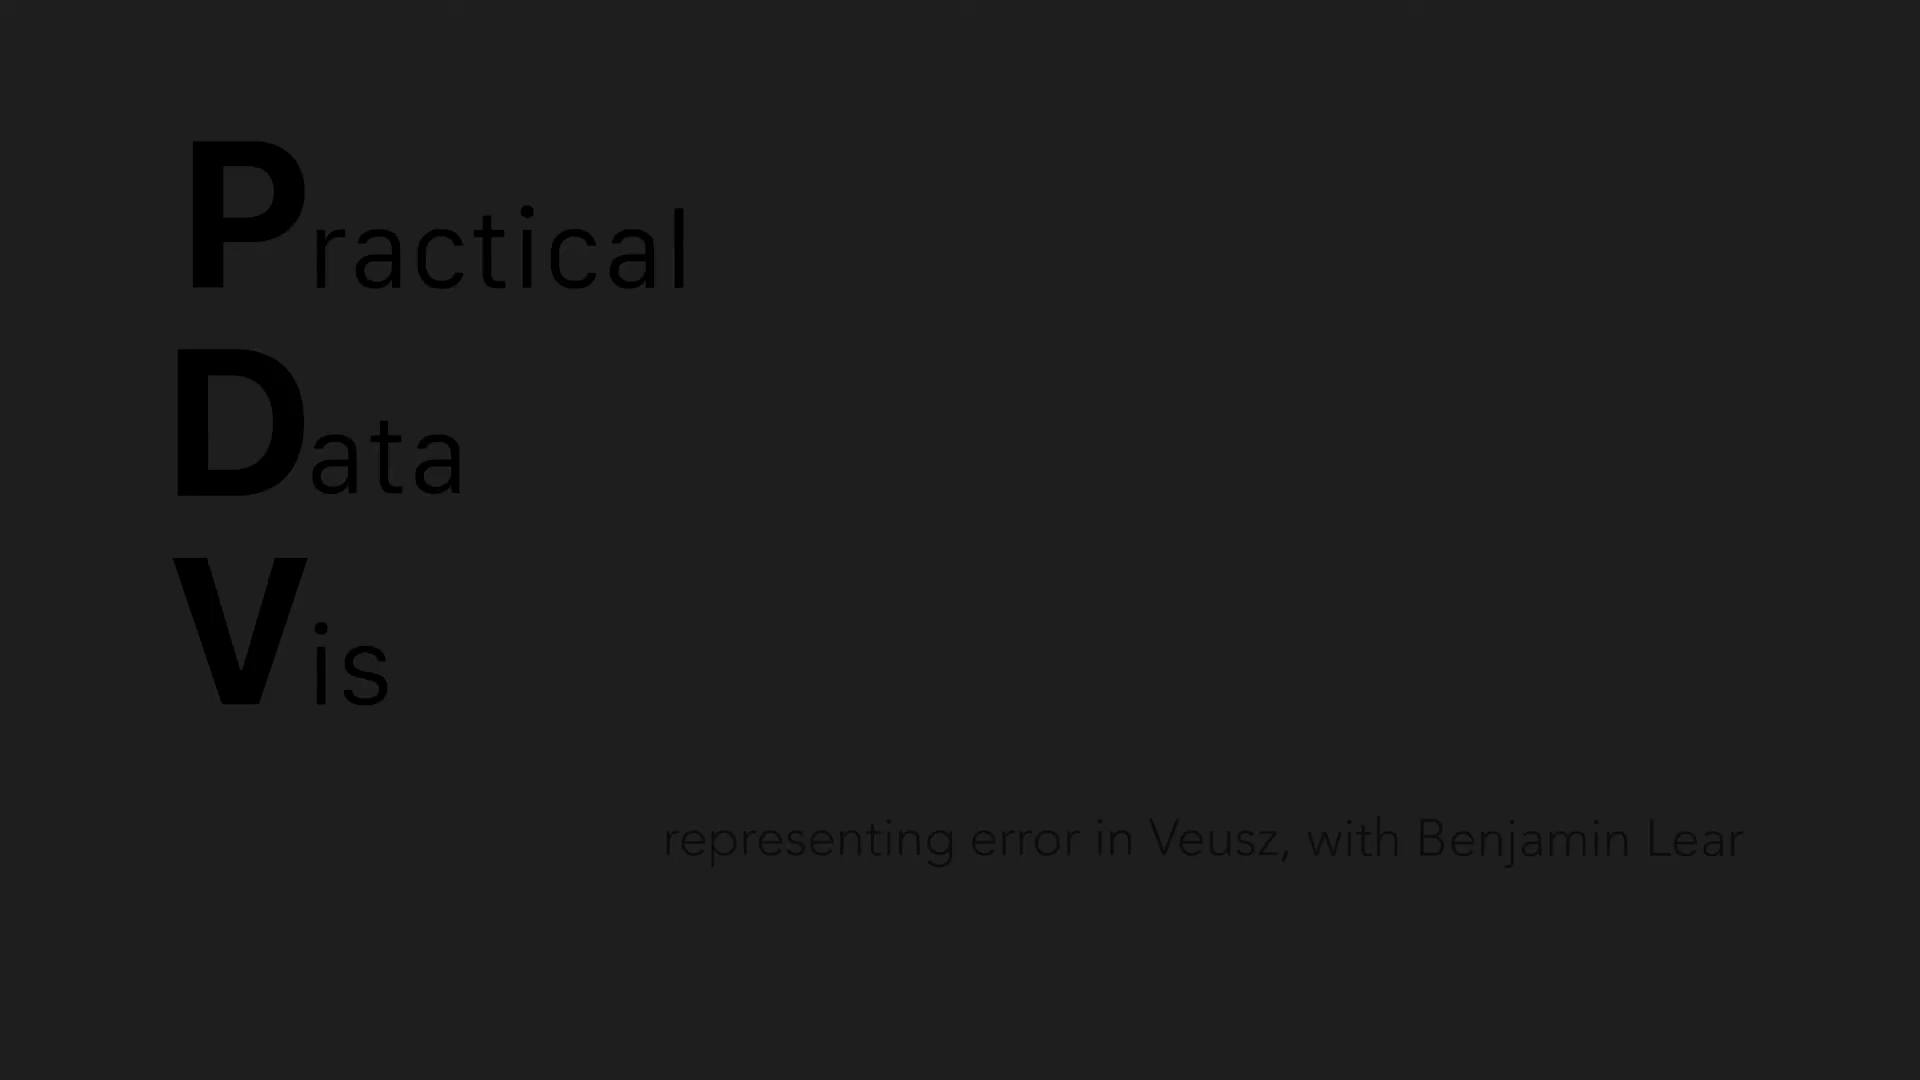 Practical
Data
Vis
representing error in Veusz, with Benjamin Lear